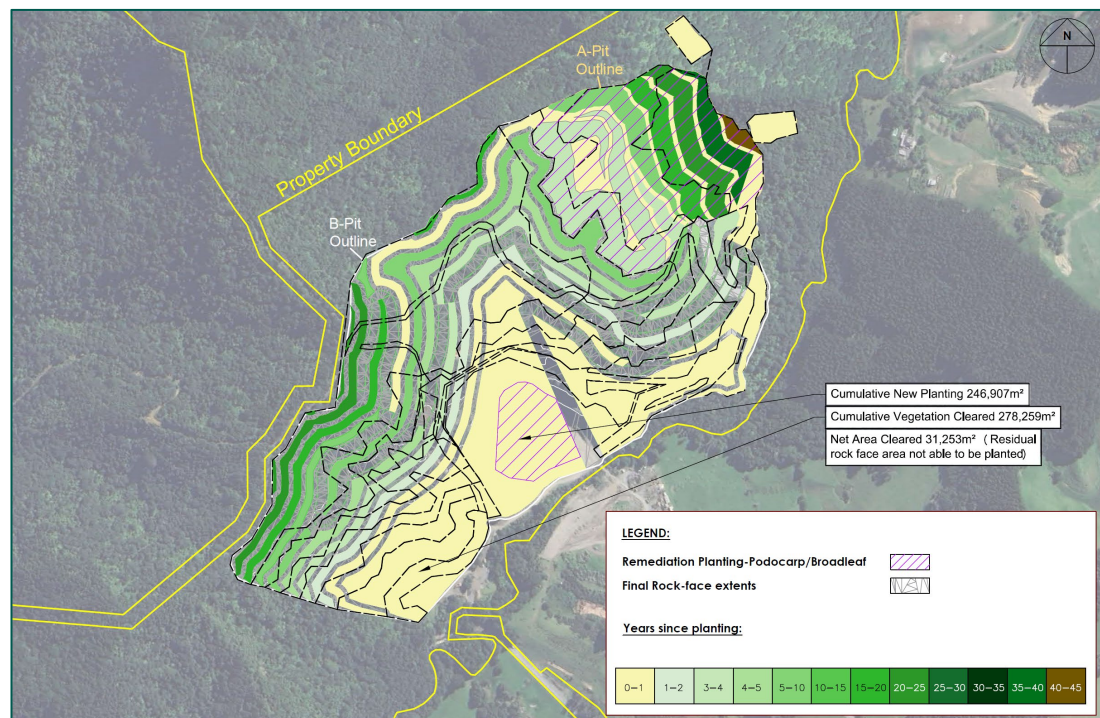 N
A-Pit
Outline
Property Boundary
B-Pit
Outline
Cumulative New Planting 246,907m²
Cumulative Vegetation Cleared 278,259m²
Net Area Cleared 31,253m² ( Residual
rock face area not able to be planted)
LEGEND:
Remediation Planting-Podocarp/Broadleaf
Final Rock-face extents
Years since planting:
0-1 1-2 3-4 4-5 5-10 10-15 15-20 20-25 25-30 30-35 35-40 40-45